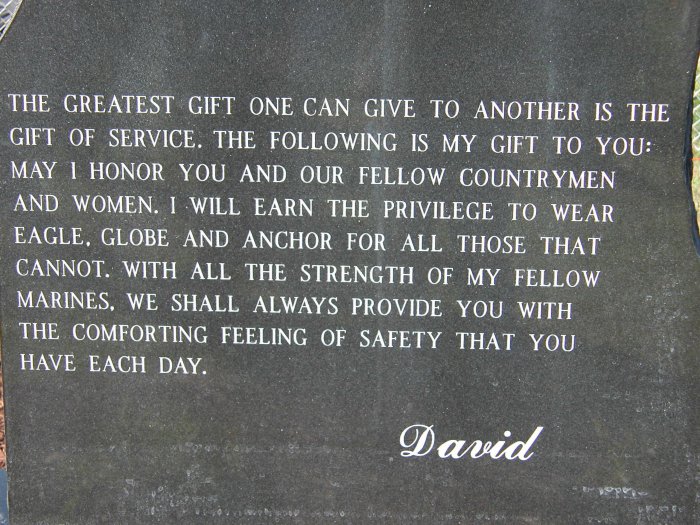 THE GREATEST GIFT ONE CAN GIVE TO ANOTHER IS THE
GIFT OF SERVICE. THE FOLLOWING IS MY GIFT TO YOU:
MAY I HONOR YOU AND OUR FELLOW COUNTRYMEN
AND WOMEN. I WILL EARN THE PRIVILEGE TO WEAR
EAGLE, GLOBE AND ANCHOR FOR ALL THOSE THAT
CANNOT. WITH ALL THE STRENGTH OF MY FELLOW
MARINES, WE SHALL ALWAYS PROVIDE YOU WITH
THE COMFORTING FEELING OF SAFETY THAT YOU
HAVE EACH DAY.
David